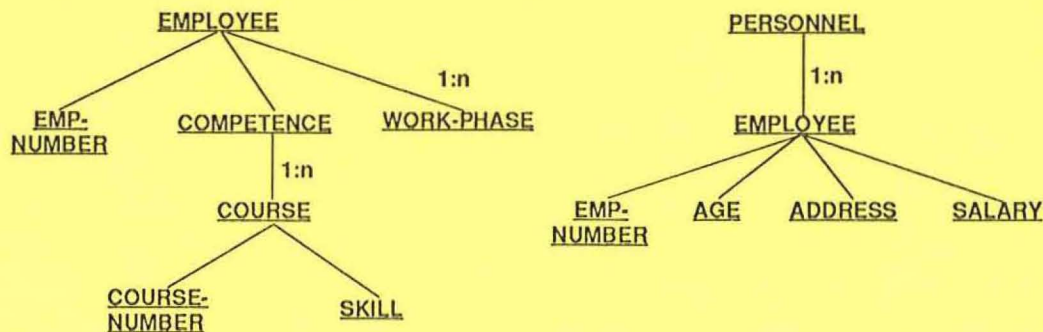 EMPLOYEE
1:n
EMP-
NUMBER
COMPETENCE
WORK-PHASE
1:n
COURSE
COURSE-
NUMBER
SKILL
PERSONNEL
1:n
EMPLOYEE
EMP-
NUMBER
AGE
ADDRESS
SALARY